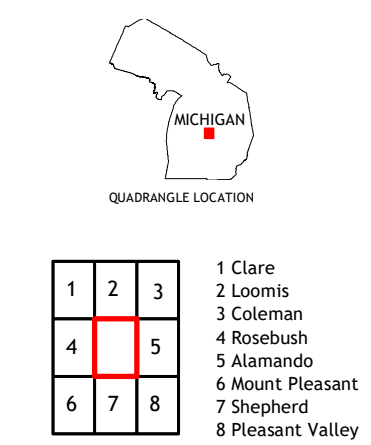 MICHIGAN
QUADRANGLE LOCATION
1 2 3
4 5
6 7 8
1 Clare
2 Loomis
3 Coleman
4 Rosebush
5 Alamando
6 Mount Pleasant
7 Shepherd
8 Pleasant Valley